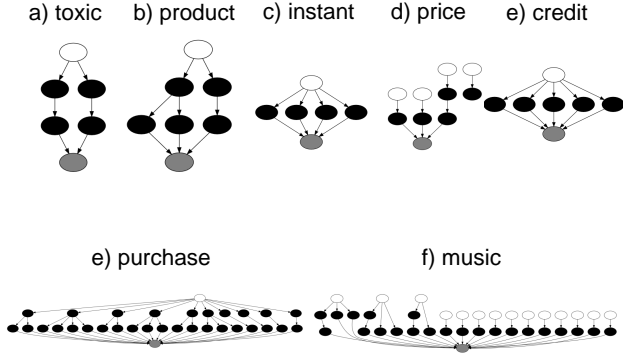 a) toxic
b) product
c) instant
d) price
e) credit
e) purchase
f) music